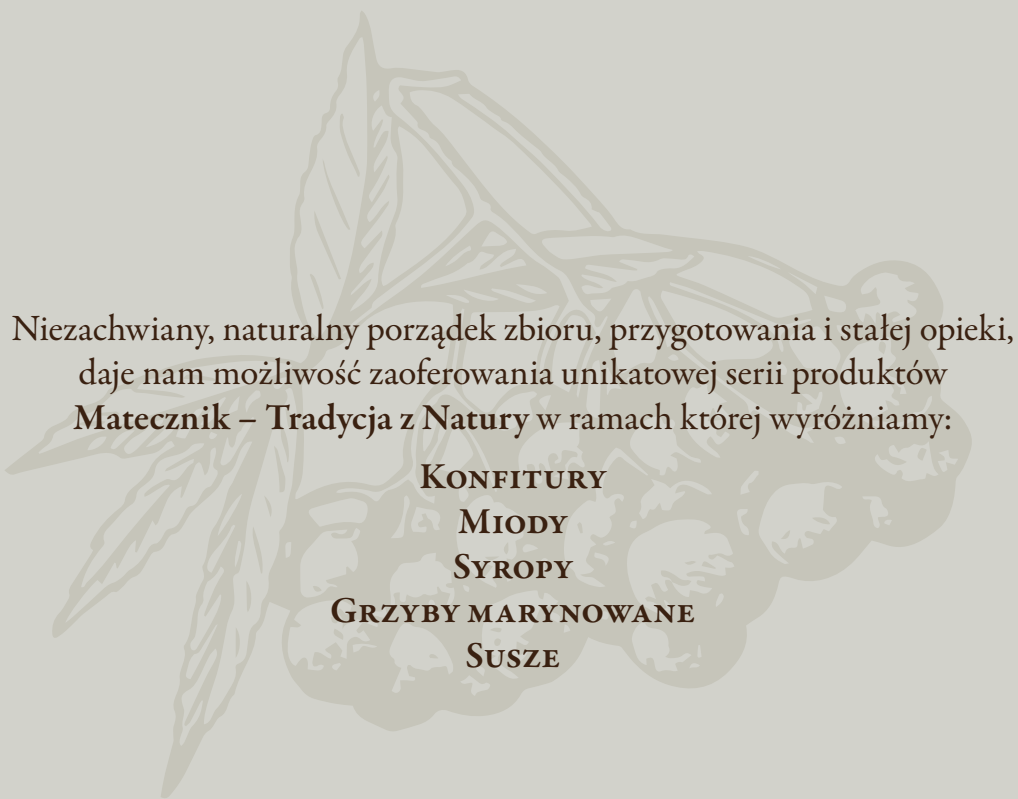 Niezachwiany, naturalny porządek zbioru, przygotowania i stałej opieki,
daje nam możliwość zaoferowania unikatowej serii produktów
Matecznik – Tradycja z Natury w ramach której wyróżniamy:
Konfitury
Miody
Syropy
Grzyby marynowane
Susze